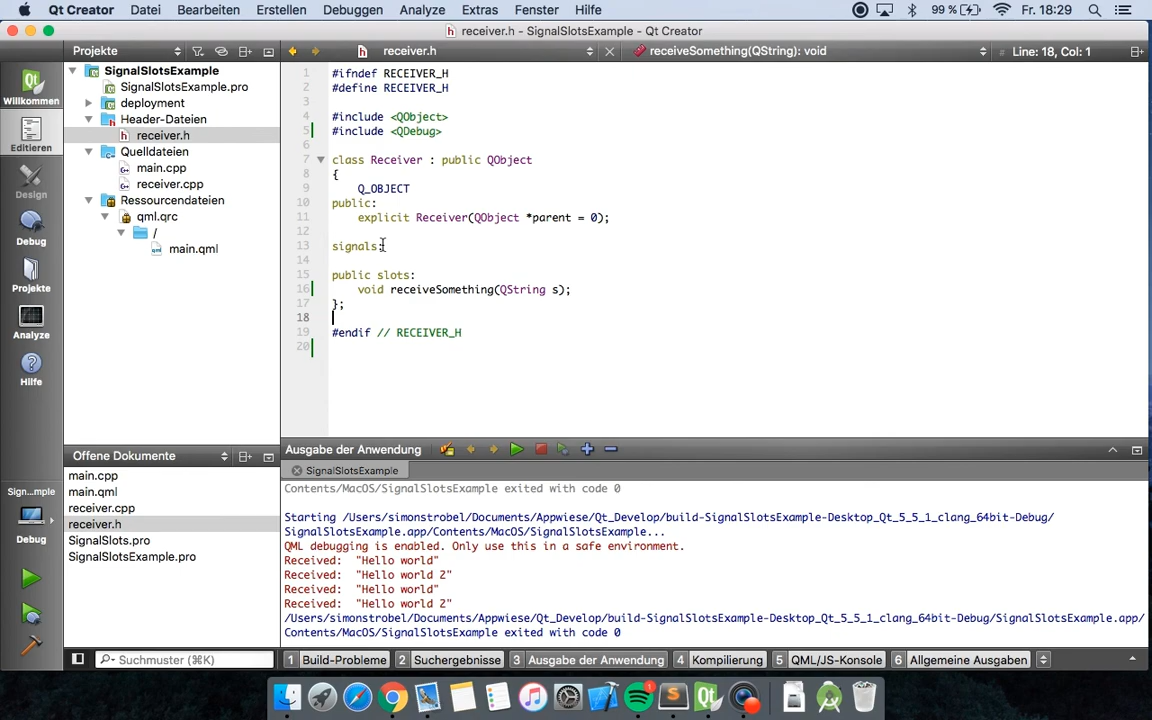 Qt Creator Datei Bearbeiten Erstellen Debuggen Analyze Extras Fenster Hilfe 99 % Fr. 18:29
receiver.h - SignalSlotsExample - Qt Creator
Projekte receiver.h receiveSomething(QString): void Line: 18, Col: 1
Willkommen
Editieren
Design
Debug
Projekte
Analyze
Hilfe
Sign...mple
Debug
SignalSlotsExample
SignalSlotsExample.pro
deployment
Header-Dateien
receiver.h
Quelldateien
main.cpp
receiver.cpp
Ressourcendateien
qml.qrc
/
main.qml
Offene Dokumente
main.cpp
main.qml
receiver.cpp
receiver.h
SignalSlots.pro
SignalSlotsExample.pro
1 #ifndef RECEIVER_H
2 #define RECEIVER_H
3
4 #include <QObject>
5 #include <QDebug>
6
7 class Receiver : public QObject
8 {
9 Q_OBJECT
10 public:
11 explicit Receiver(QObject *parent = 0);
12
13 signals:
14
15 public slots:
16 void receiveSomething(QString s);
17 };
18
19 #endif // RECEIVER_H
20
Ausgabe der Anwendung
SignalSlotsExample
Contents/MacOS/SignalSlotsExample exited with code 0
Starting /Users/simonstrobel/Documents/Appwiese/Qt_Develop/build-SignalSlotsExample-Desktop_Qt_5_5_1_clang_64bit-Debug/
SignalSlotsExample.app/Contents/MacOS/SignalSlotsExample...
QML debugging is enabled. Only use this in a safe environment.
Received:  "Hello world"
Received:  "Hello world 2"
Received:  "Hello world"
Received:  "Hello world 2"
/Users/simonstrobel/Documents/Appwiese/Qt_Develop/build-SignalSlotsExample-Desktop_Qt_5_5_1_clang_64bit-Debug/SignalSlotsExample.app/
Contents/MacOS/SignalSlotsExample exited with code 0
Suchmuster (⌘K) 1 Build-Probleme 2 Suchergebnisse 3 Ausgabe der Anwendung 4 Kompilierung 5 QML/JS-Konsole 6 Allgemeine Ausgaben